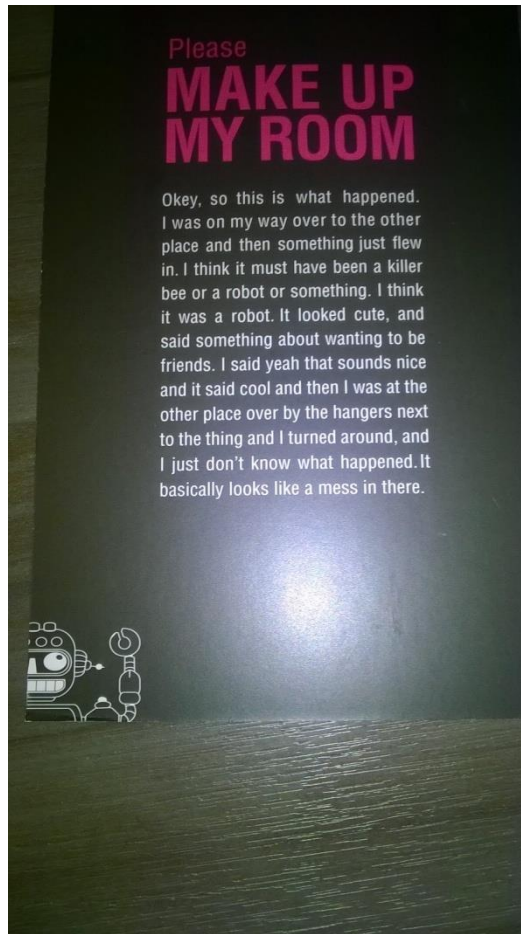 Please
MAKE UP
MY ROOM
Okey, so this is what happened.
I was on my way over to the other
place and then something just flew
in. I think it must have been a killer
bee or a robot or something. I think
it was a robot. It looked cute, and
said something about wanting to be
friends. I said yeah that sounds nice
and it said cool and then I was at the
other place over by the hangers next
to the thing and I turned around, and
I just don't know what happened. It
basically looks like a mess in there.